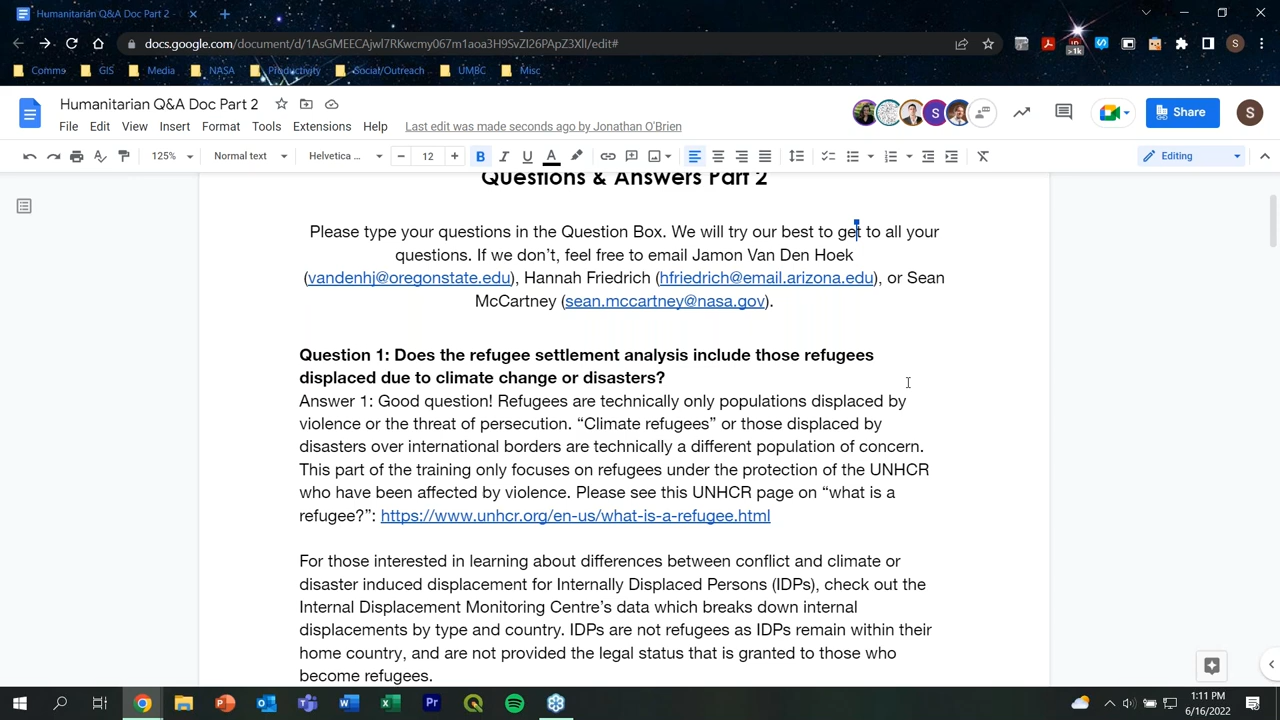 Humanitarian Q&A Doc Part 2 -
docs.google.com/document/d/1AsGMEECAjwl7RKwcmy067m1aoa3H9SvZI26PApZ3XlI/edit#
>1k
S
Comms GIS Media NASA Productivity Social/Outreach UMBC Misc
Humanitarian Q&A Doc Part 2
S
Share
S
File Edit View Insert Format Tools Extensions Help Last edit was made seconds ago by Jonathan O'Brien
125% Normal text Helvetica ... 12 B I U A Editing
Questions & Answers Part 2
Please type your questions in the Question Box. We will try our best to get to all your
questions. If we don't, feel free to email Jamon Van Den Hoek
(vandenhj@oregonstate.edu), Hannah Friedrich (hfriedrich@email.arizona.edu), or Sean
McCartney (sean.mccartney@nasa.gov).
Question 1: Does the refugee settlement analysis include those refugees
displaced due to climate change or disasters?
Answer 1: Good question! Refugees are technically only populations displaced by
violence or the threat of persecution. “Climate refugees” or those displaced by
disasters over international borders are technically a different population of concern.
This part of the training only focuses on refugees under the protection of the UNHCR
who have been affected by violence. Please see this UNHCR page on “what is a
refugee?”: https://www.unhcr.org/en-us/what-is-a-refugee.html
For those interested in learning about differences between conflict and climate or
disaster induced displacement for Internally Displaced Persons (IDPs), check out the
Internal Displacement Monitoring Centre’s data which breaks down internal
displacements by type and country. IDPs are not refugees as IDPs remain within their
home country, and are not provided the legal status that is granted to those who
become refugees.
1:11 PM
6/16/2022